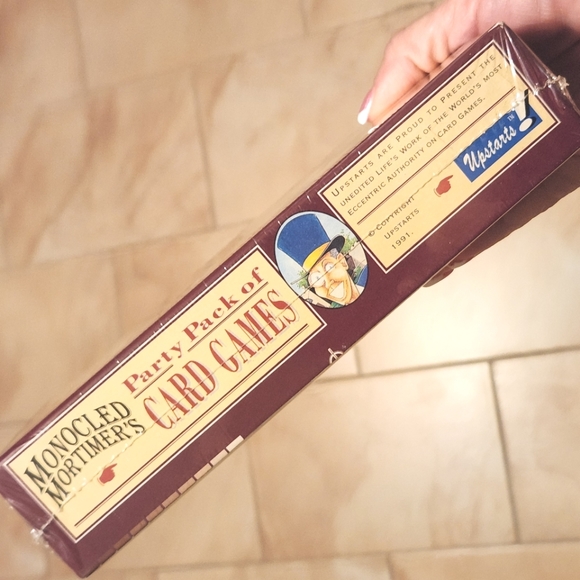 MONOCLED
MORTIMER'S
Party Pack of
CARD GAMES
UPSTARTS ARE PROUD TO PRESENT THE
UNEDITED LIFE'S WORK OF THE WORLD'S MOST
ECCENTRIC AUTHORITY ON CARD GAMES.
© COPYRIGHT
UPSTARTS
1991.
Upstarts!™